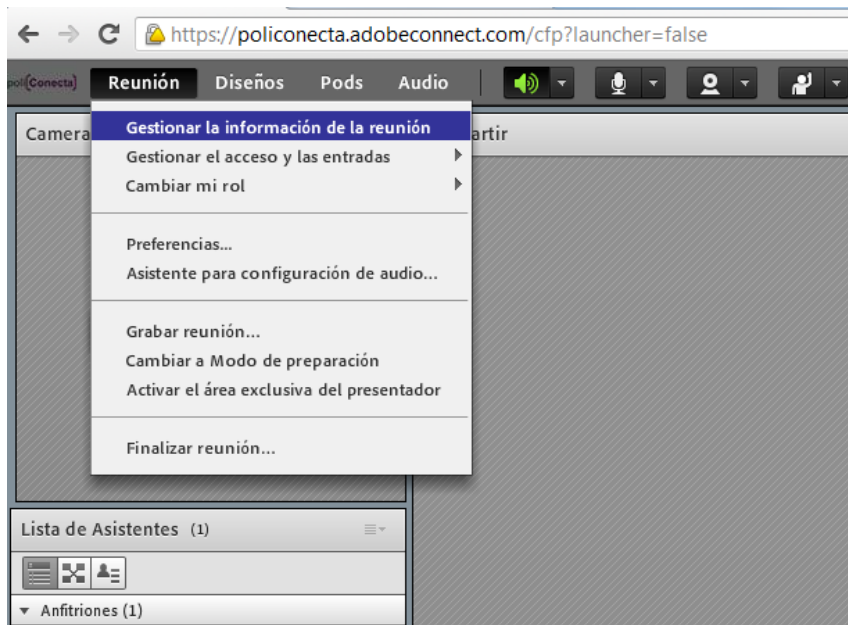 https://policonecta.adobeconnect.com/cfp?launcher=false
poli(Conecta) Reunión Diseños Pods Audio
Camera
artir
Gestionar la información de la reunión
Gestionar el acceso y las entradas
Cambiar mi rol
Preferencias...
Asistente para configuración de audio...
Grabar reunión...
Cambiar a Modo de preparación
Activar el área exclusiva del presentador
Finalizar reunión...
Lista de Asistentes (1)
Anfitriones (1)